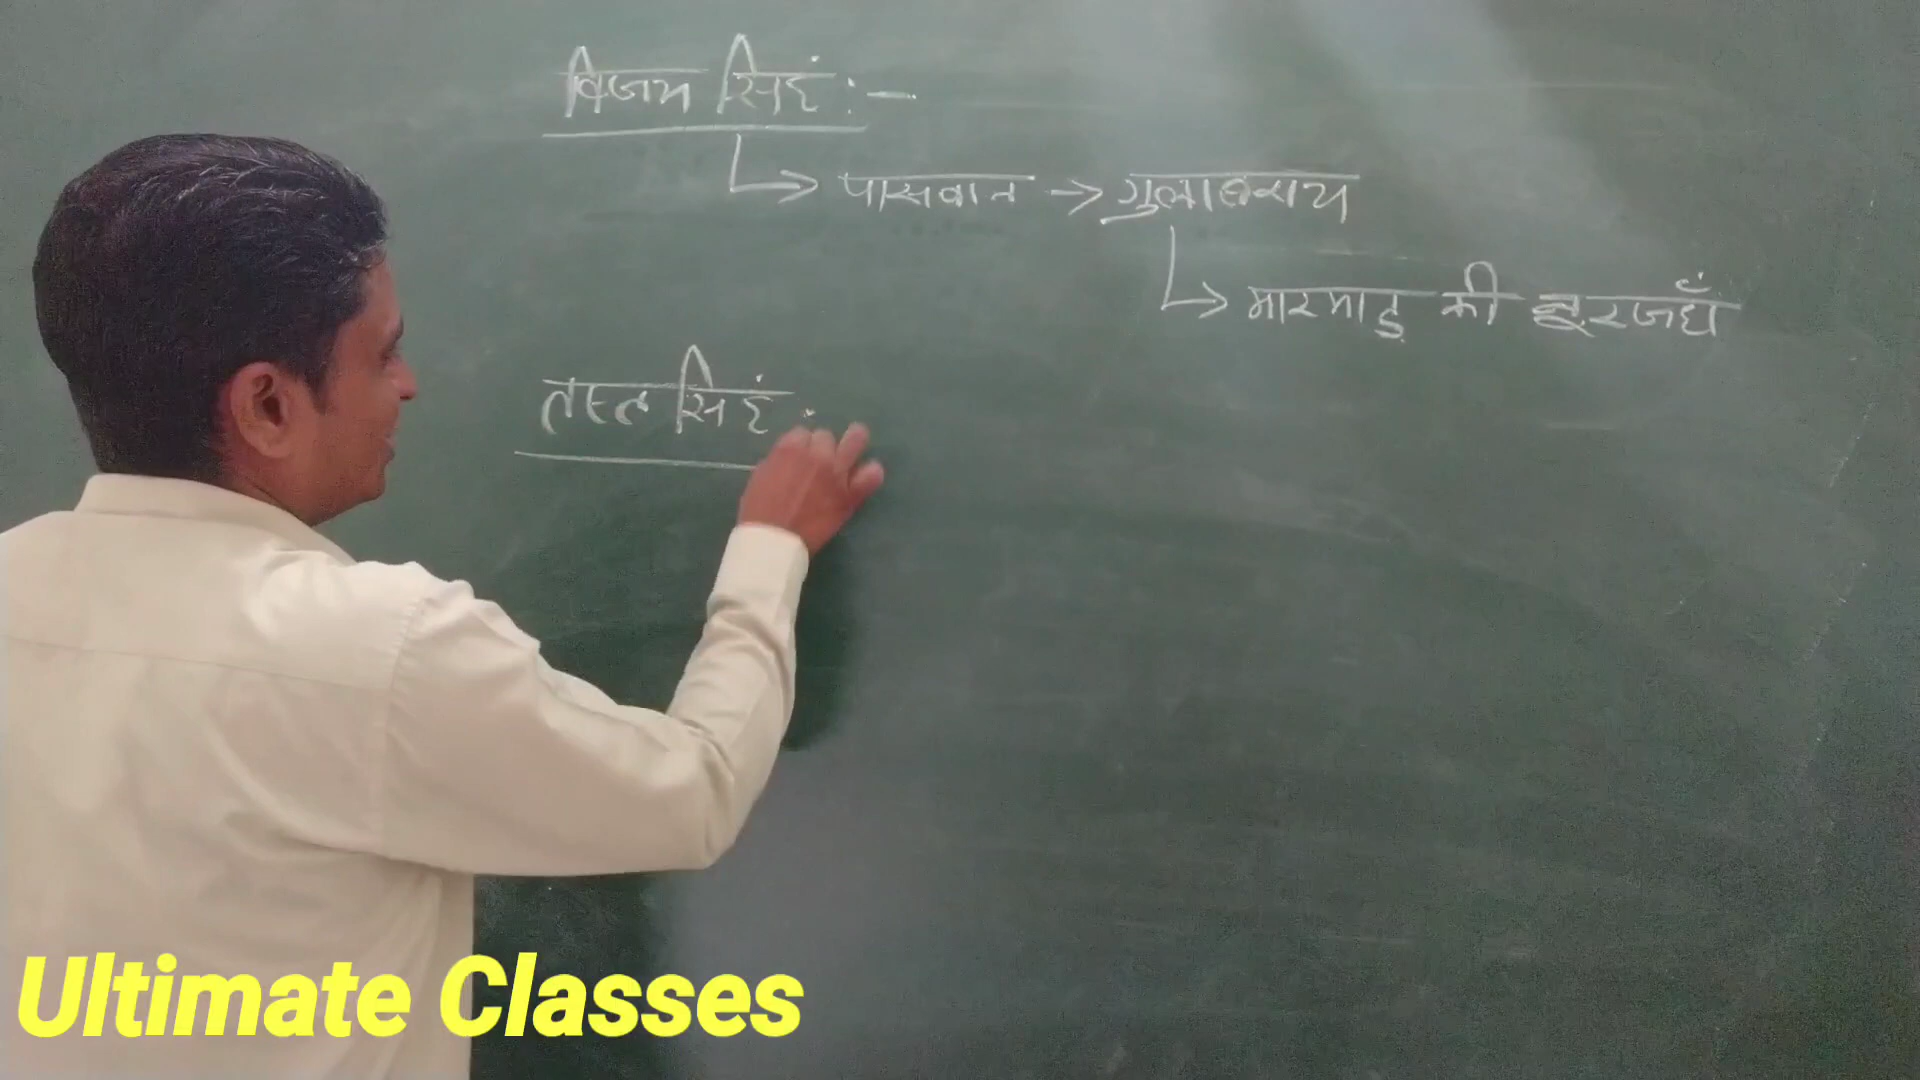 विजय सिहं :-
पासवान → गुलाबराय
मारवाड़ की नूरजहाँ
तख्त सिहं :
Ultimate Classes